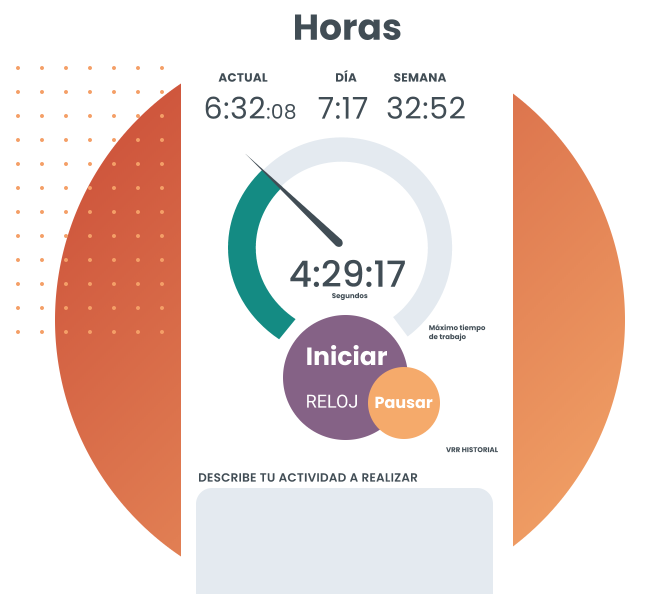 Horas
ACTUAL DÍA SEMANA
6:32:08 7:17 32:52
4:29:17
Segundos
Máximo tiempo
de trabajo
Iniciar
RELOJ Pausar
VRR HISTORIAL
DESCRIBE TU ACTIVIDAD A REALIZAR